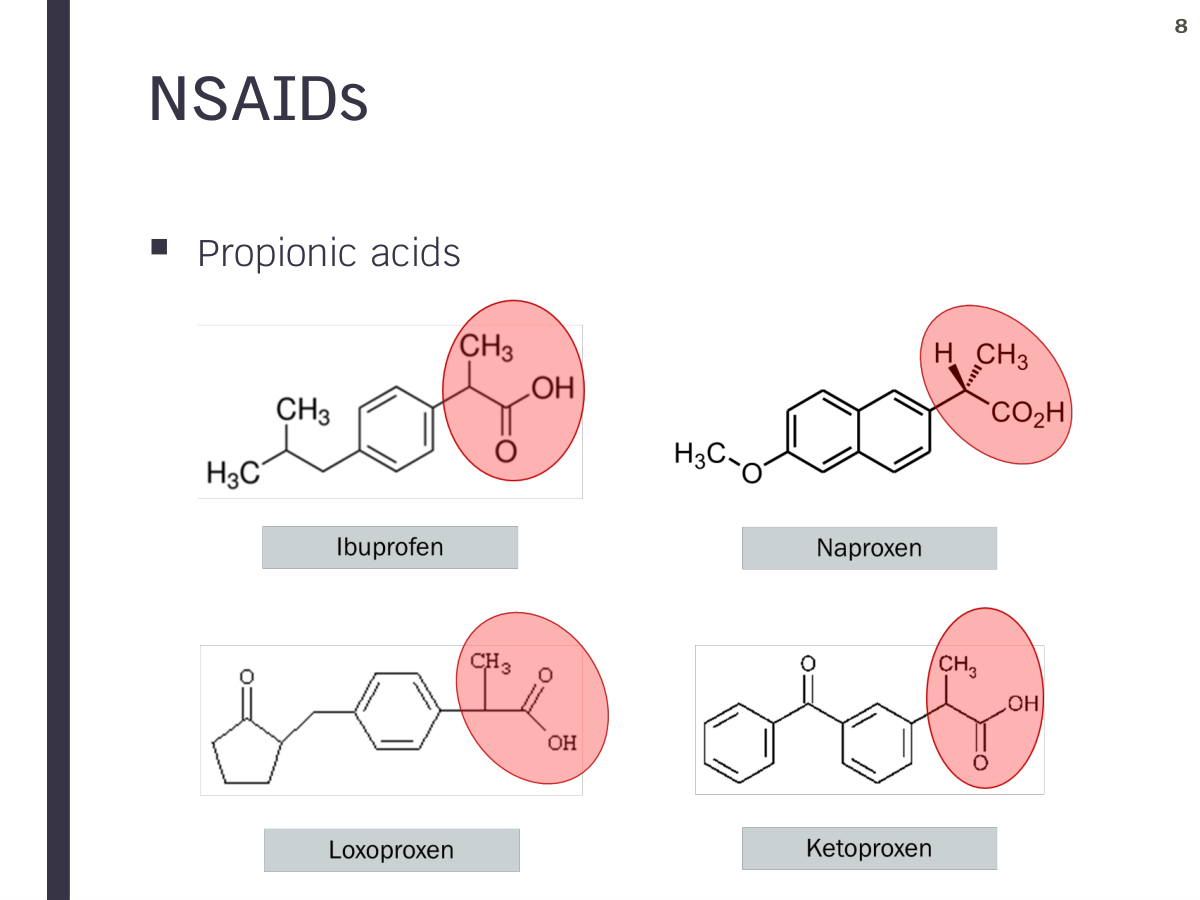 8
NSAIDs
■ Propionic acids
CH₃
OH
O
CH₃
H₃C
Ibuprofen
H CH₃
CO₂H
H₃C
O
Naproxen
CH₃
O
O
OH
Loxoproxen
O
CH₃
OH
O
Ketoproxen